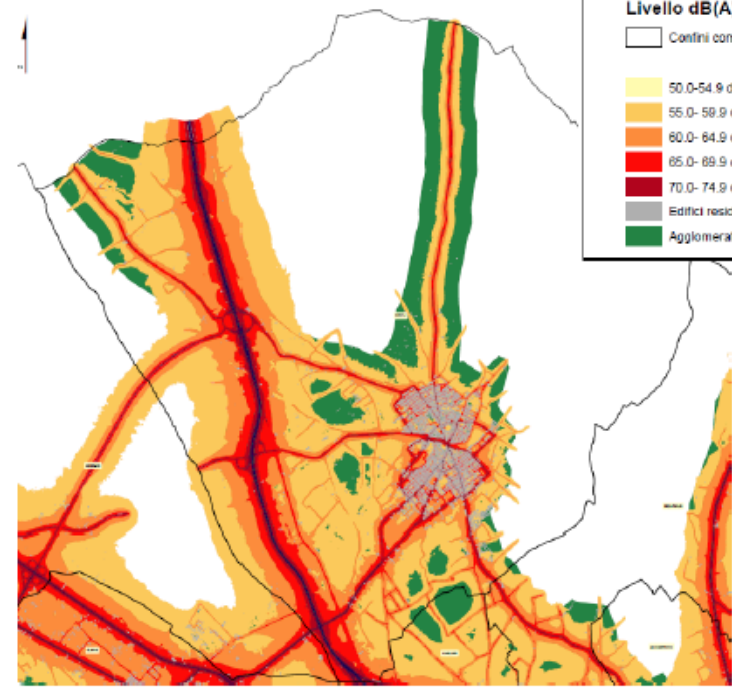 Livello dB(A
Confini com
50.0-54.9 d
55.0- 59.9 d
60.0- 64.9 d
65.0- 69.9 d
70.0- 74.9 d
Edifici resid
Agglomerat